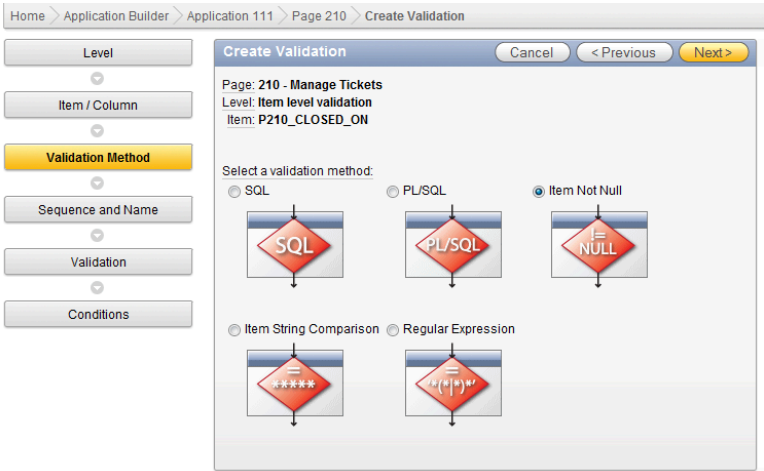 Home Application Builder Application 111 Page 210 Create Validation
Level
Item / Column
Validation Method
Sequence and Name
Validation
Conditions
Create Validation Cancel < Previous Next >
Page: 210 - Manage Tickets
Level: Item level validation
Item: P210_CLOSED_ON
Select a validation method:
SQL PL/SQL Item Not Null
SQL PL/SQL !=
NULL
Item String Comparison Regular Expression
= =
***** '*(*|*)*'